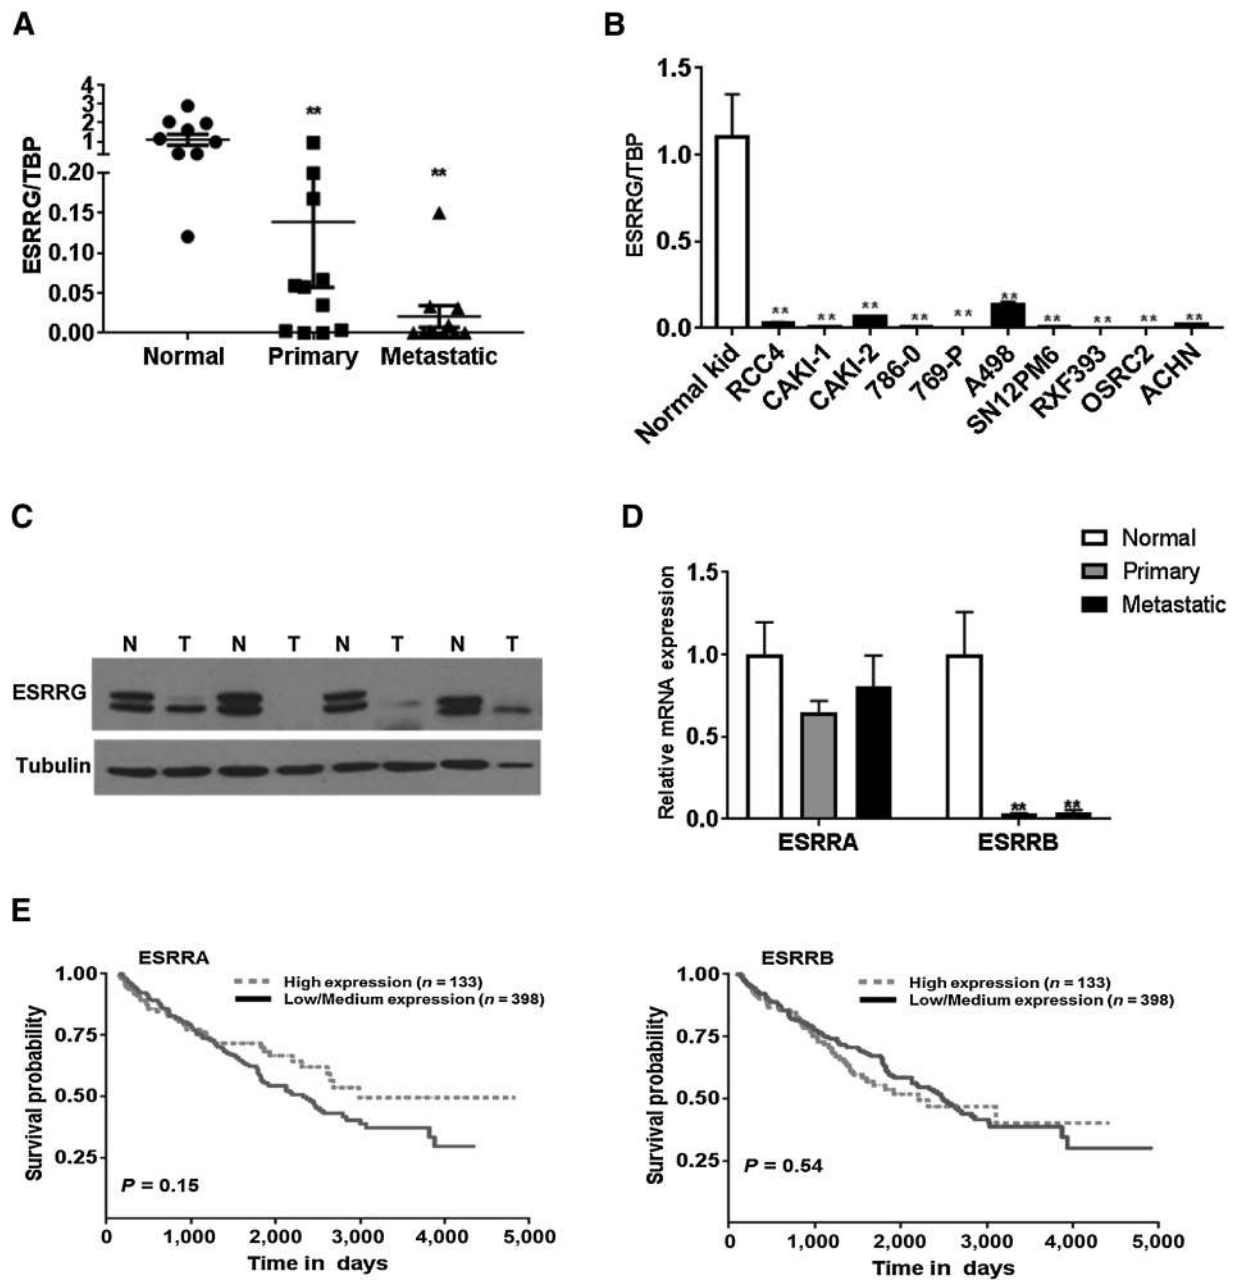 A
ESRRG/TBP
4
3
2
1
0.20
0.15
0.10
0.05
0.00
**
**
Normal Primary Metastatic
B
ESRRG/TBP
1.5
1.0
0.5
0
** ** ** ** ** ** ** ** ** **
Normal kid
RCC4
CAKI-1
CAKI-2
786-0
769-P
A498
SN12PM6
RXF393
OSRC2
ACHN
C
N T N T N T N T
ESRRG
Tubulin
D
Normal
Primary
Metastatic
Relative mRNA expression
1.5
1.0
0.5
0.0
** **
ESRRA ESRRB
E
ESRRA
High expression (n = 133)
Low/Medium expression (n = 398)
Survival probability
1.00
0.75
0.50
0.25
P = 0.15
0 1,000 2,000 3,000 4,000 5,000
Time in days
ESRRB
High expression (n = 133)
Low/Medium expression (n = 398)
Survival probability
1.00
0.75
0.50
0.25
P = 0.54
0 1,000 2,000 3,000 4,000 5,000
Time in days